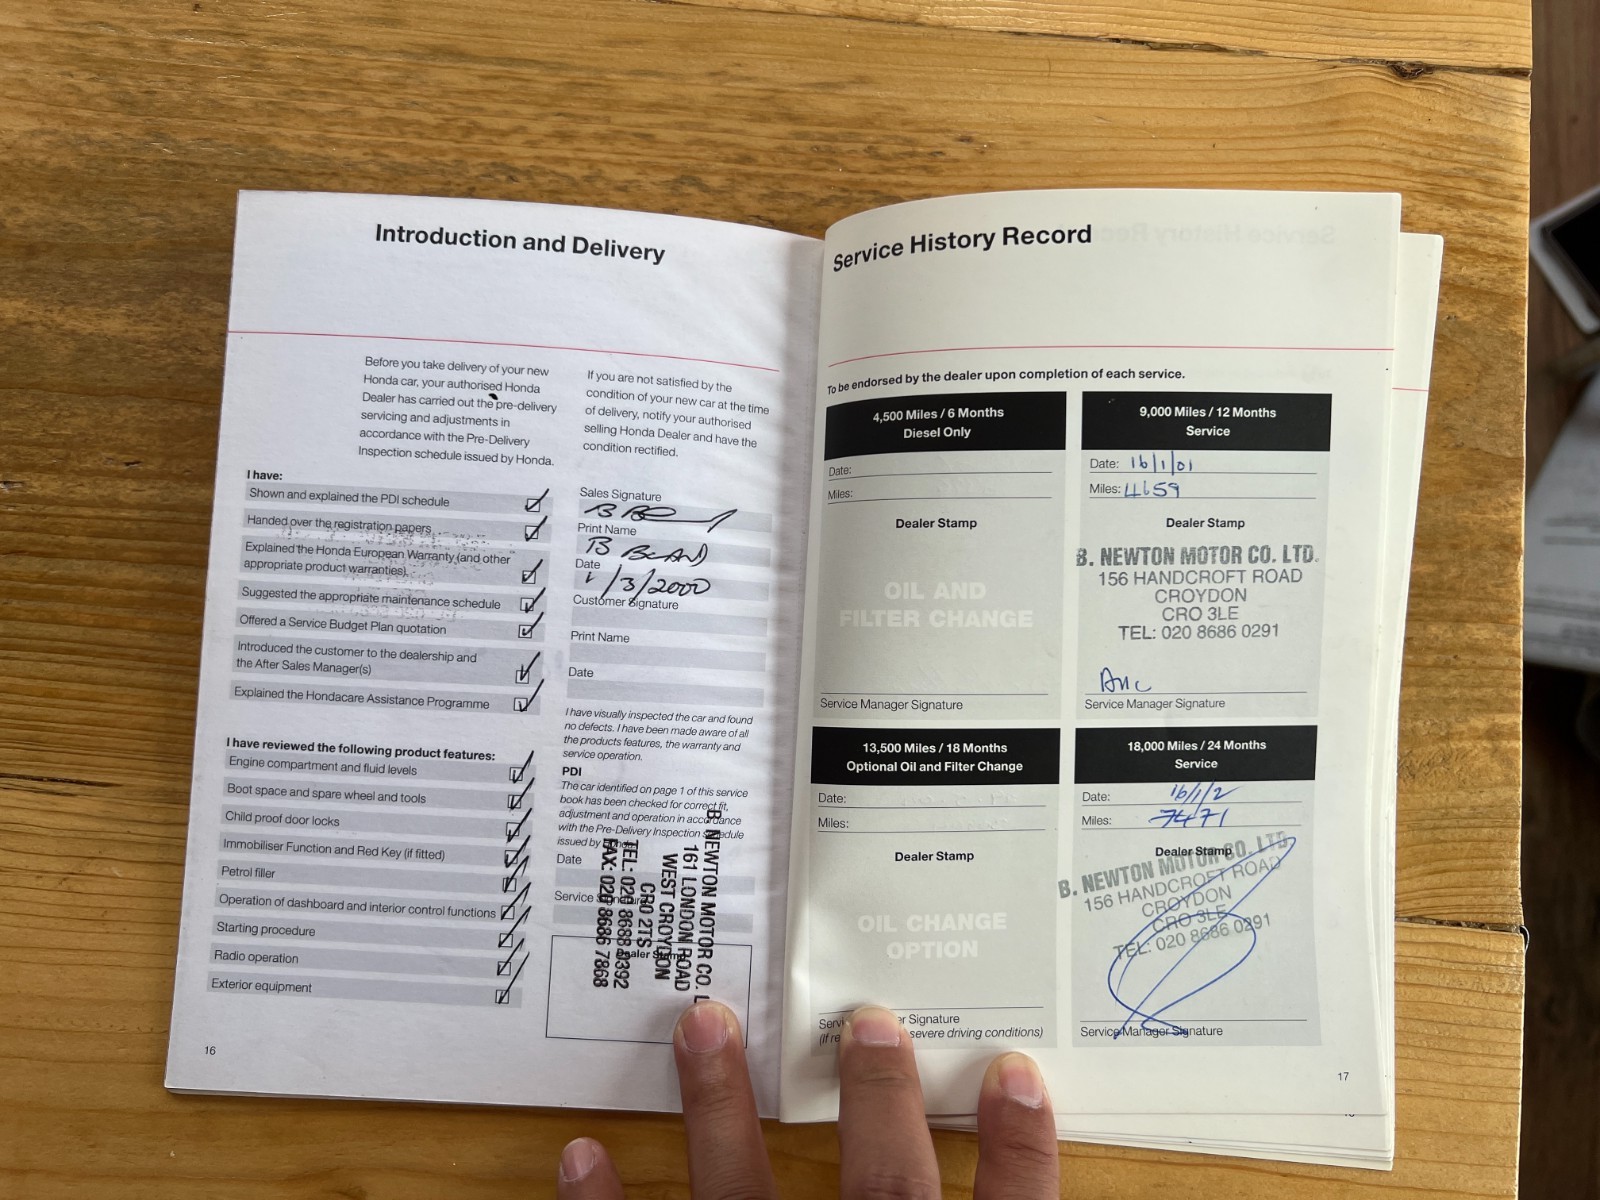 Introduction and Delivery
Before you take delivery of your new
Honda car, your authorised Honda
Dealer has carried out the pre-delivery
servicing and adjustments in
accordance with the Pre-Delivery
Inspection schedule issued by Honda.
I have:
Shown and explained the PDI schedule
Handed over the registration papers
Explained the Honda European Warranty (and other
appropriate product warranties)
Suggested the appropriate maintenance schedule
Offered a Service Budget Plan quotation
Introduced the customer to the dealership and
the After Sales Manager(s)
Explained the Hondacare Assistance Programme
I have reviewed the following product features:
Engine compartment and fluid levels
Boot space and spare wheel and tools
Child proof door locks
Immobiliser Function and Red Key (if fitted)
Petrol filler
Operation of dashboard and interior control functions
Starting procedure
Radio operation
Exterior equipment
16
If you are not satisfied by the
condition of your new car at the time
of delivery, notify your authorised
selling Honda Dealer and have the
condition rectified.
Sales Signature
Print Name
B
Date
1/3/2000
Customer Signature
Print Name
Date
I have visually inspected the car and found
no defects. I have been made aware of all
the products features, the warranty and
service operation.
PDI
The car identified on page 1 of this service
book has been checked for correct fit,
adjustment and operation in accordance
with the Pre-Delivery Inspection Schedule
issued by Honda.
Date
Service Signature
Dealer Stamp
B. NEWTON MOTOR CO. L
161 LONDON ROAD
WEST CROYDON
CR0 2TS
TEL: 020 8688 8392
FAX: 020 8686 7868
Service History Record
To be endorsed by the dealer upon completion of each service.
4,500 Miles / 6 Months
Diesel Only
Date:
Miles:
Dealer Stamp
OIL AND
FILTER CHANGE
Service Manager Signature
9,000 Miles / 12 Months
Service
Date: 16/1/01
Miles: 4659
Dealer Stamp
B. NEWTON MOTOR CO. LTD.
156 HANDCROFT ROAD
CROYDON
CRO 3LE
TEL: 020 8686 0291
Service Manager Signature
13,500 Miles / 18 Months
Optional Oil and Filter Change
Date:
Miles:
Dealer Stamp
OIL CHANGE
OPTION
Servi r Signature
(If re severe driving conditions)
18,000 Miles / 24 Months
Service
Date: 16/1/2
Miles: 7471
Dealer Stamp
B. NEWTON MOTOR CO. LTD.
156 HANDCROFT ROAD
CROYDON
CRO 3LE
TEL: 020 8686 0291
Service Manager Signature
17